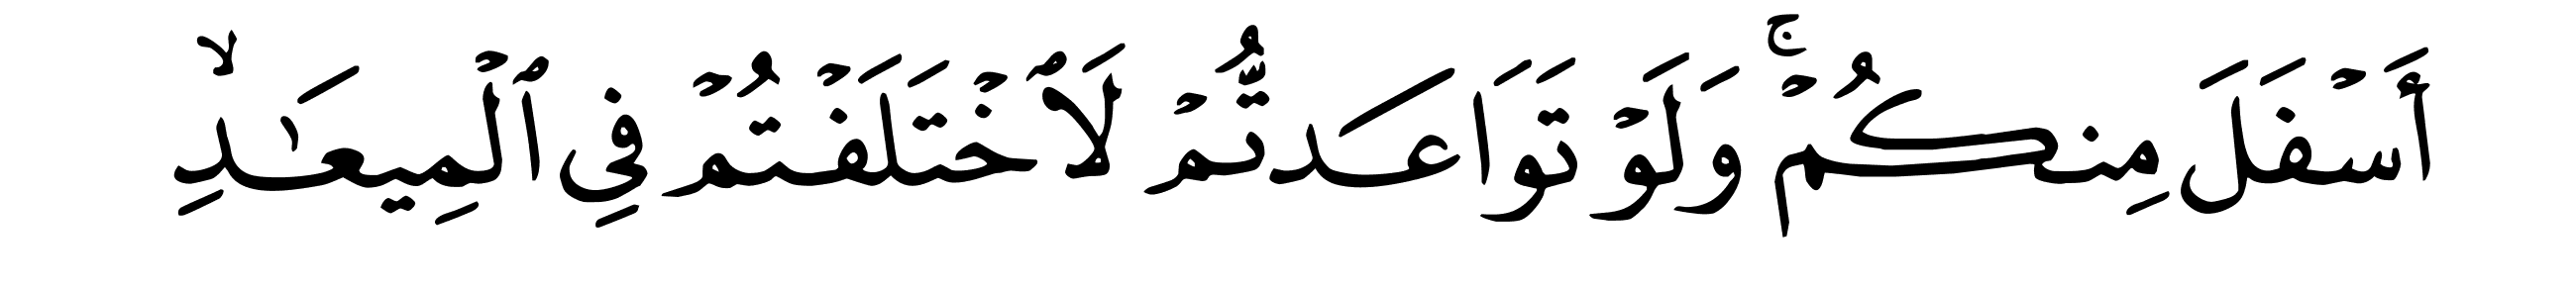 أَسۡفَلَ مِنكُمۡۚ وَلَوۡ تَوَاعَدتُّمۡ لَٱخۡتَلَفۡتُمۡ فِي ٱلۡمِيعَٰدِۙ